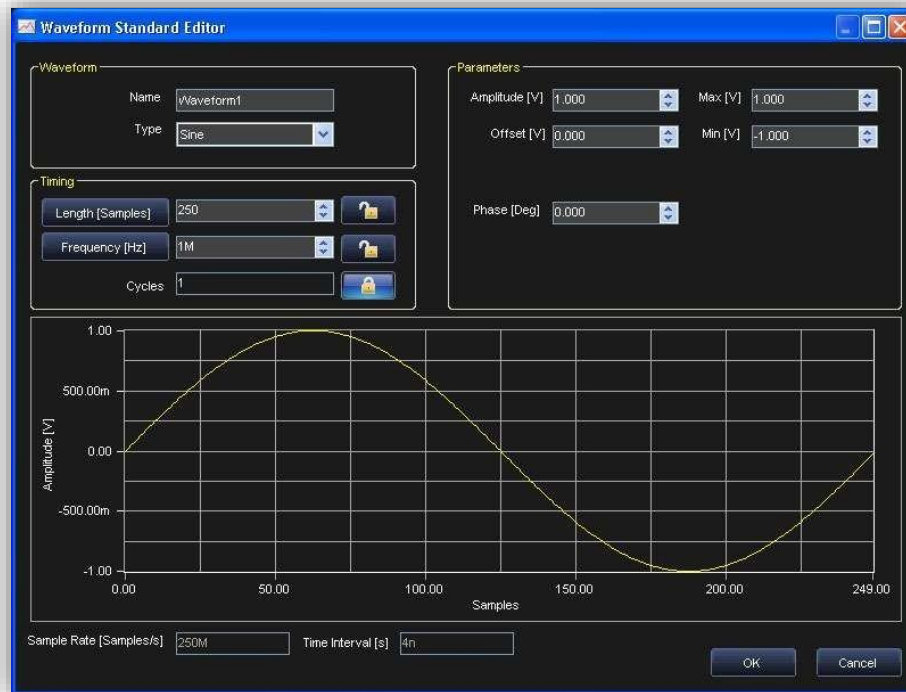 Waveform Standard Editor
Waveform
Name Waveform1
Type Sine
Parameters
Amplitude [V] 1.000 Max [V] 1.000
Offset [V] 0.000 Min [V] -1.000
Phase [Deg] 0.000
Timing
Length [Samples] 250
Frequency [Hz] 1M
Cycles 1
Amplitude [V]
1.00
500.00m
0.00
-500.00m
-1.00
0.00 50.00 100.00 150.00 200.00 249.00
Samples
Sample Rate [Samples/s] 250M Time Interval [s] 4n
OK Cancel